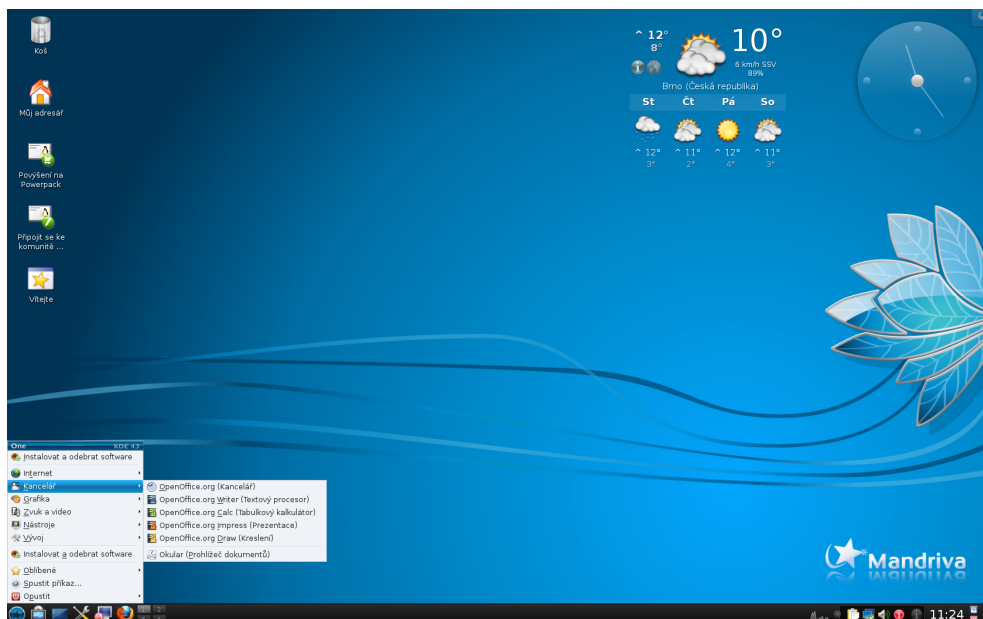 Koš
Můj adresář
Povýšení na
Powerpack
Připojit se ke
komunitě ...
Vítejte
^ 12°
8°
10°
6 km/h SSV
89%
Brno (Česká republika)
St Čt Pá So
^ 12° ^ 11° ^ 12° ^ 11°
3° 2° 4° 3°
One KDE 4.3
Instalovat a odebrat software
Internet
Kancelář
Grafika
Zvuk a video
Nástroje
Vývoj
Instalovat a odebrat software
Oblíbené
Spustit příkaz...
Opustit
OpenOffice.org (Kancelář)
OpenOffice.org Writer (Textový procesor)
OpenOffice.org Calc (Tabulkový kalkulátor)
OpenOffice.org Impress (Prezentace)
OpenOffice.org Draw (Kreslení)
Okular (Prohlížeč dokumentů)
Mandriva
1 2
11:24